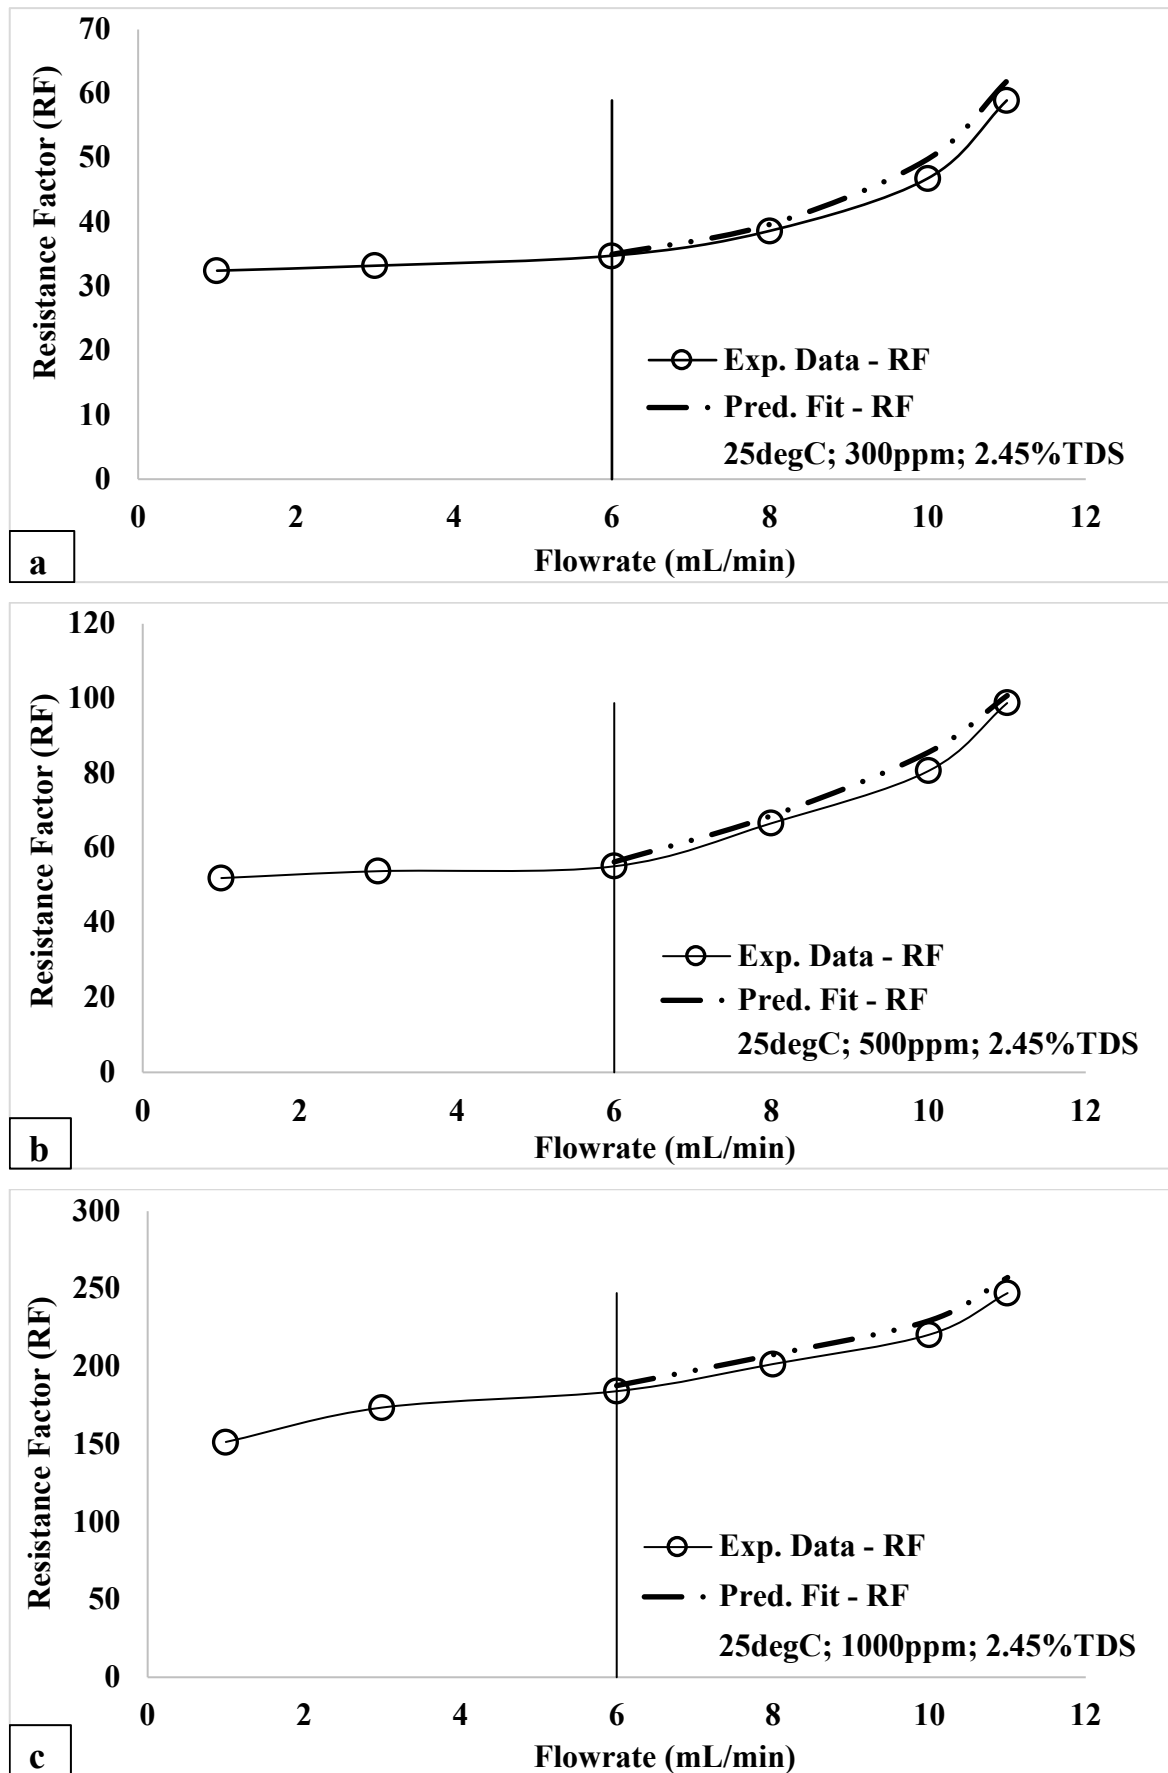 70
60
50
40
30
20
10
0
Resistance Factor (RF)
Exp. Data - RF
Pred. Fit - RF
25degC; 300ppm; 2.45%TDS
0 2 4 6 8 10 12
Flowrate (mL/min)
a
120
100
80
60
40
20
0
Resistance Factor (RF)
Exp. Data - RF
Pred. Fit - RF
25degC; 500ppm; 2.45%TDS
0 2 4 6 8 10 12
Flowrate (mL/min)
b
300
250
200
150
100
50
0
Resistance Factor (RF)
Exp. Data - RF
Pred. Fit - RF
25degC; 1000ppm; 2.45%TDS
0 2 4 6 8 10 12
Flowrate (mL/min)
c